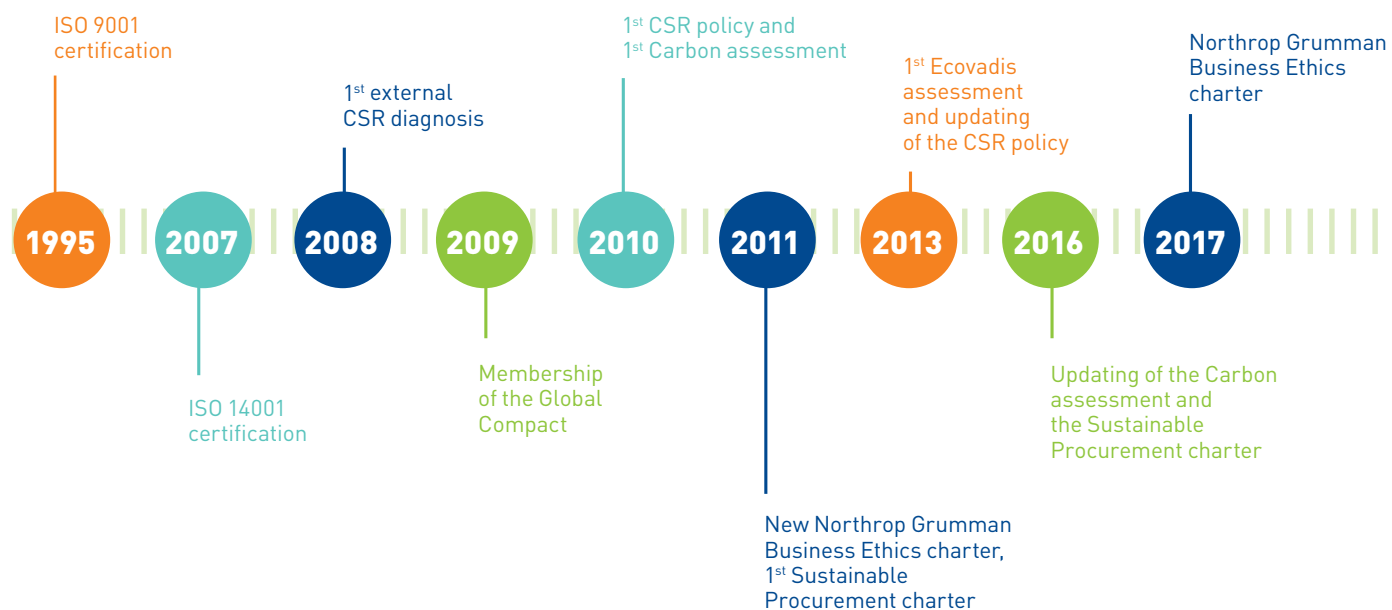 ISO 9001
certification
1995
2007
ISO 14001
certification
1st external
CSR diagnosis
2008
2009
Membership
of the Global
Compact
1st CSR policy and
1st Carbon assessment
2010
2011
New Northrop Grumman
Business Ethics charter,
1st Sustainable
Procurement charter
1st Ecovadis
assessment
and updating
of the CSR policy
2013
2016
Updating of the Carbon
assessment and
the Sustainable
Procurement charter
Northrop Grumman
Business Ethics
charter
2017